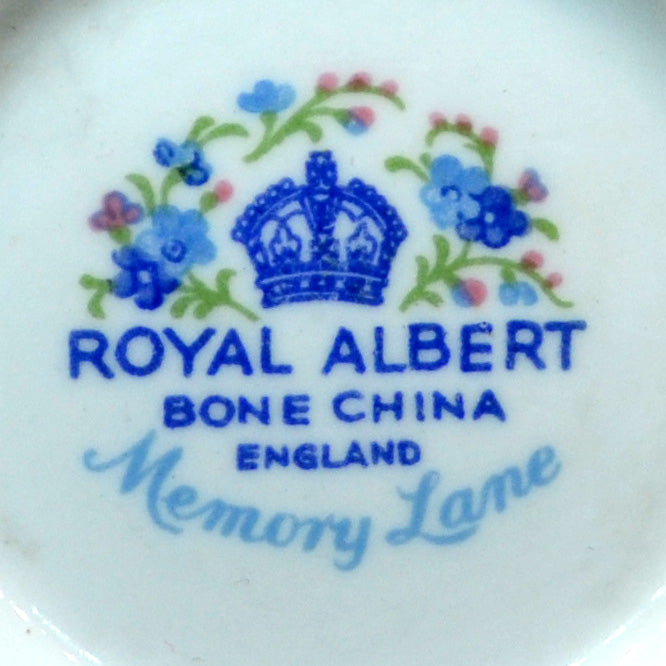 ROYAL ALBERT
BONE CHINA
ENGLAND
Memory Lane